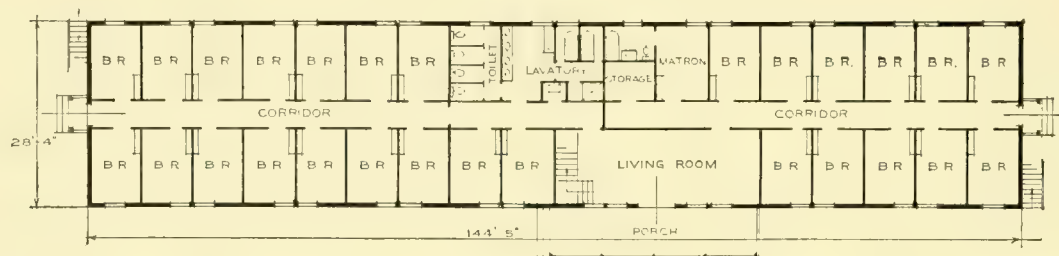 B R B R B R B R B R B R B R TOILET LAVATORY STORAGE MATRON B R B R B R. B R B R. B R
CORRIDOR CORRIDOR
28'-4"
B R B R B R B R B R B R B R B R B R LIVING ROOM B R B R B R B R B R
144'-5" PORCH